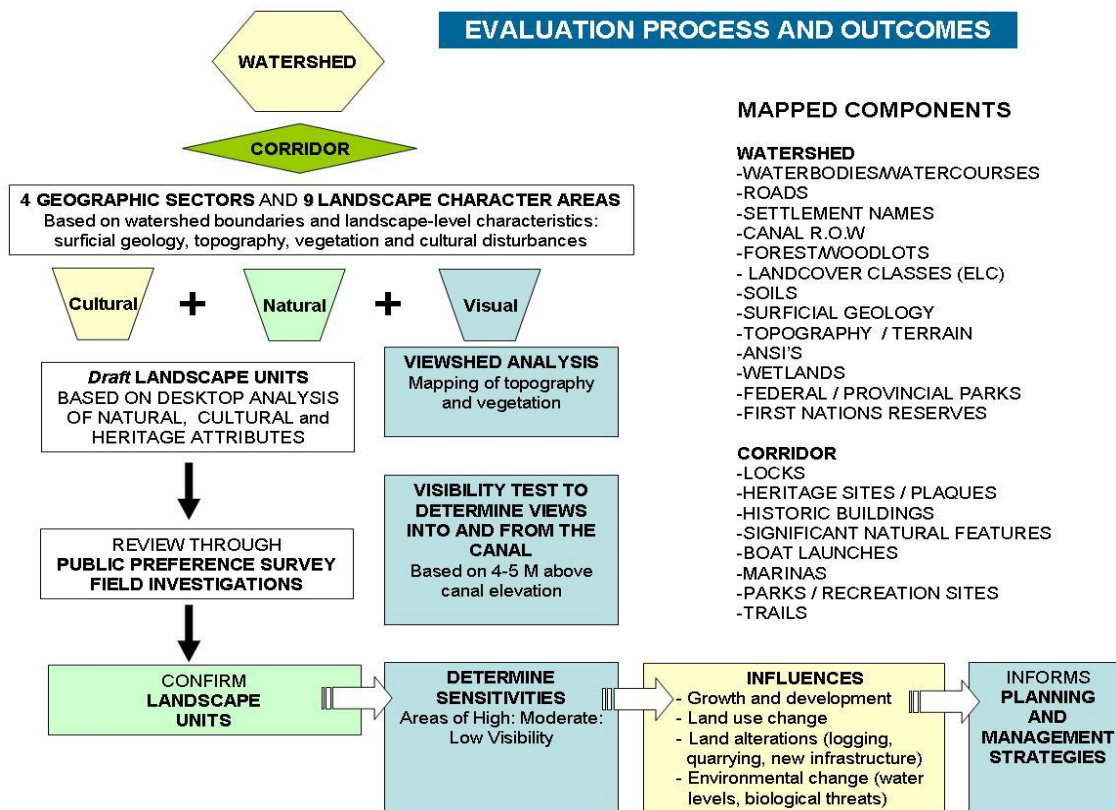 EVALUATION PROCESS AND OUTCOMES
WATERSHED
CORRIDOR
4 GEOGRAPHIC SECTORS AND 9 LANDSCAPE CHARACTER AREAS
Based on watershed boundaries and landscape-level characteristics:
surficial geology, topography, vegetation and cultural disturbances
Cultural + Natural + Visual
Draft LANDSCAPE UNITS
BASED ON DESKTOP ANALYSIS
OF NATURAL, CULTURAL and
HERITAGE ATTRIBUTES
VIEWSHED ANALYSIS
Mapping of topography
and vegetation
REVIEW THROUGH
PUBLIC PREFERENCE SURVEY
FIELD INVESTIGATIONS
VISIBILITY TEST TO
DETERMINE VIEWS
INTO AND FROM THE
CANAL
Based on 4-5 M above
canal elevation
CONFIRM
LANDSCAPE
UNITS
DETERMINE
SENSITIVITIES
Areas of High: Moderate:
Low Visibility
INFLUENCES
- Growth and development
- Land use change
- Land alterations (logging,
quarrying, new infrastructure)
- Environmental change (water
levels, biological threats)
INFORMS
PLANNING
AND
MANAGEMENT
STRATEGIES
MAPPED COMPONENTS
WATERSHED
-WATERBODIES/WATERCOURSES
-ROADS
-SETTLEMENT NAMES
-CANAL R.O.W
-FOREST/WOODLOTS
- LANDCOVER CLASSES (ELC)
-SOILS
-SURFICIAL GEOLOGY
-TOPOGRAPHY / TERRAIN
-ANSI'S
-WETLANDS
-FEDERAL / PROVINCIAL PARKS
-FIRST NATIONS RESERVES
CORRIDOR
-LOCKS
-HERITAGE SITES / PLAQUES
-HISTORIC BUILDINGS
-SIGNIFICANT NATURAL FEATURES
-BOAT LAUNCHES
-MARINAS
-PARKS / RECREATION SITES
-TRAILS